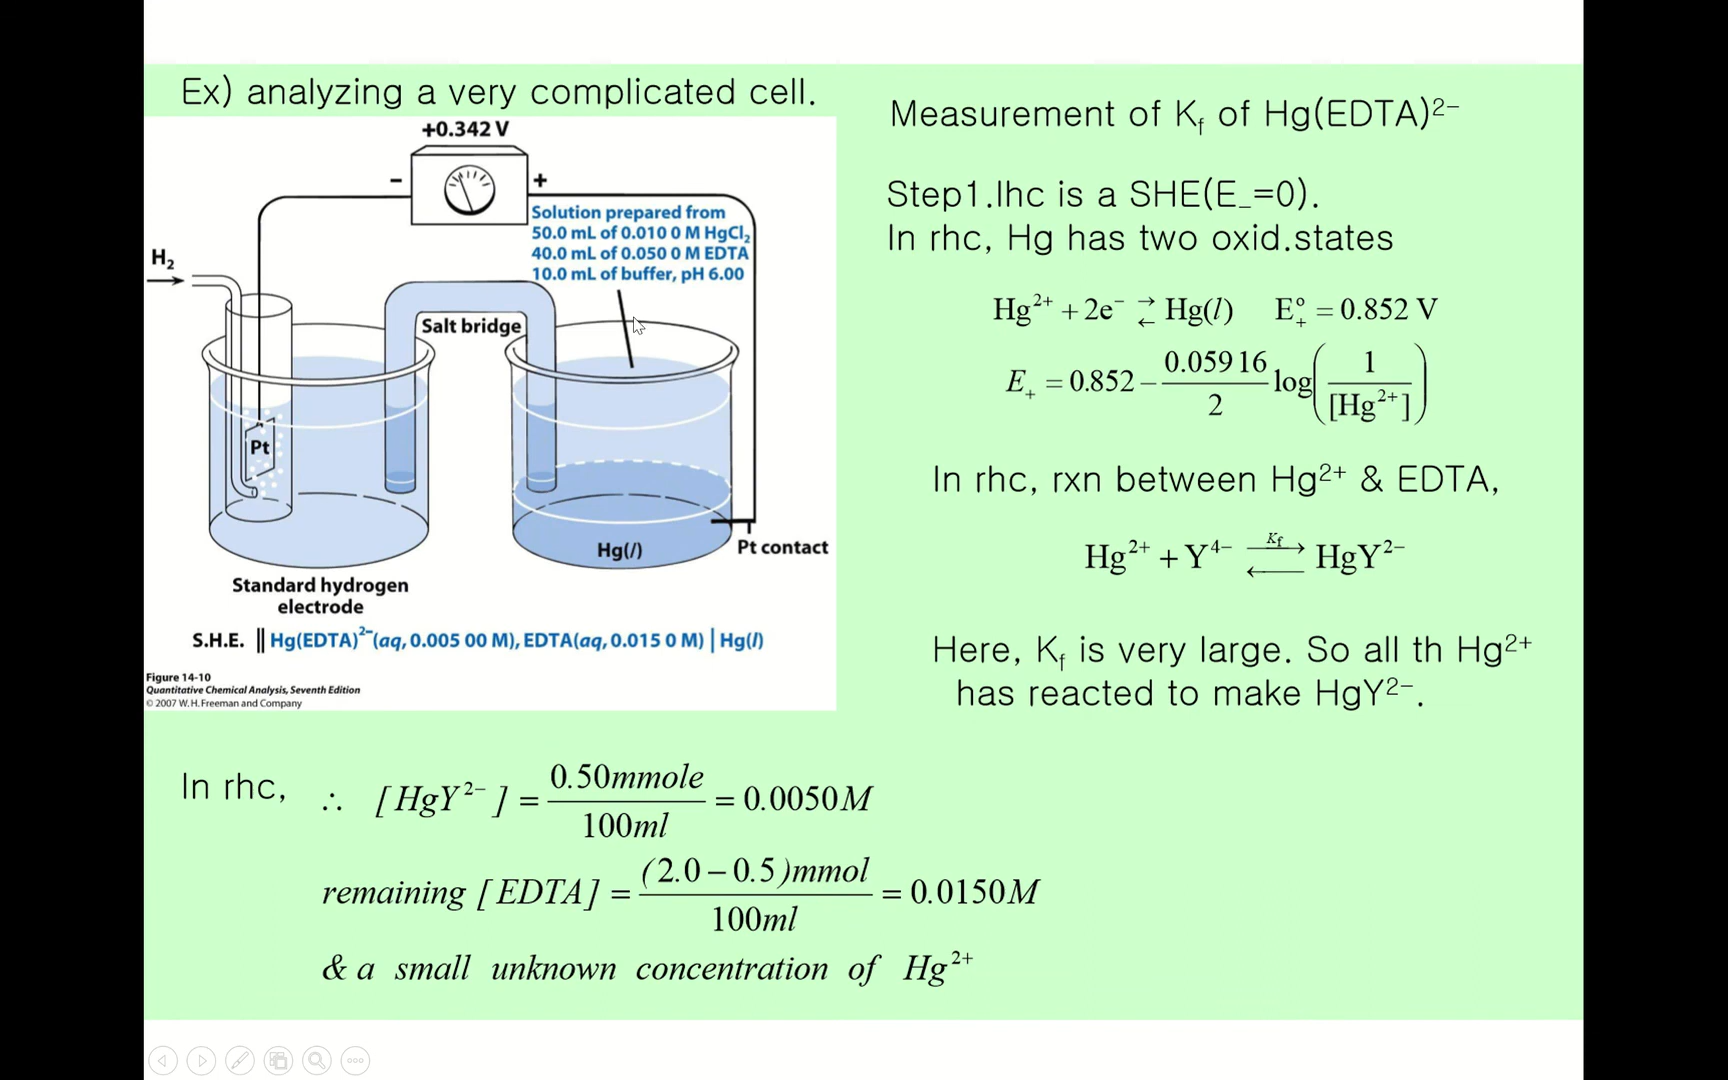 Ex) analyzing a very complicated cell.
+0.342 V
-
+
Solution prepared from
50.0 mL of 0.010 0 M HgCl₂
40.0 mL of 0.050 0 M EDTA
10.0 mL of buffer, pH 6.00
H₂
Salt bridge
Pt
Hg(l)
Pt contact
Standard hydrogen
electrode
S.H.E. || Hg(EDTA)²⁻(aq, 0.005 00 M), EDTA(aq, 0.015 0 M) | Hg(l)
Figure 14-10
Quantitative Chemical Analysis, Seventh Edition
© 2007 W. H. Freeman and Company
Measurement of Kf of Hg(EDTA)²⁻
Step1.lhc is a SHE(E₋=0).
In rhc, Hg has two oxid.states
Hg²⁺ + 2e⁻ ⇄ Hg(l) E°₊ = 0.852 V
E₊ = 0.852 − 0.05916/2 log(1/[Hg²⁺])
In rhc, rxn between Hg²⁺ & EDTA,
Hg²⁺ + Y⁴⁻ ⇄ Kf HgY²⁻
Here, Kf is very large. So all th Hg²⁺
has reacted to make HgY²⁻.
In rhc, ∴ [HgY²⁻] = 0.50mmole/100ml = 0.0050M
remaining [EDTA] = (2.0 − 0.5)mmol/100ml = 0.0150M
& a small unknown concentration of Hg²⁺